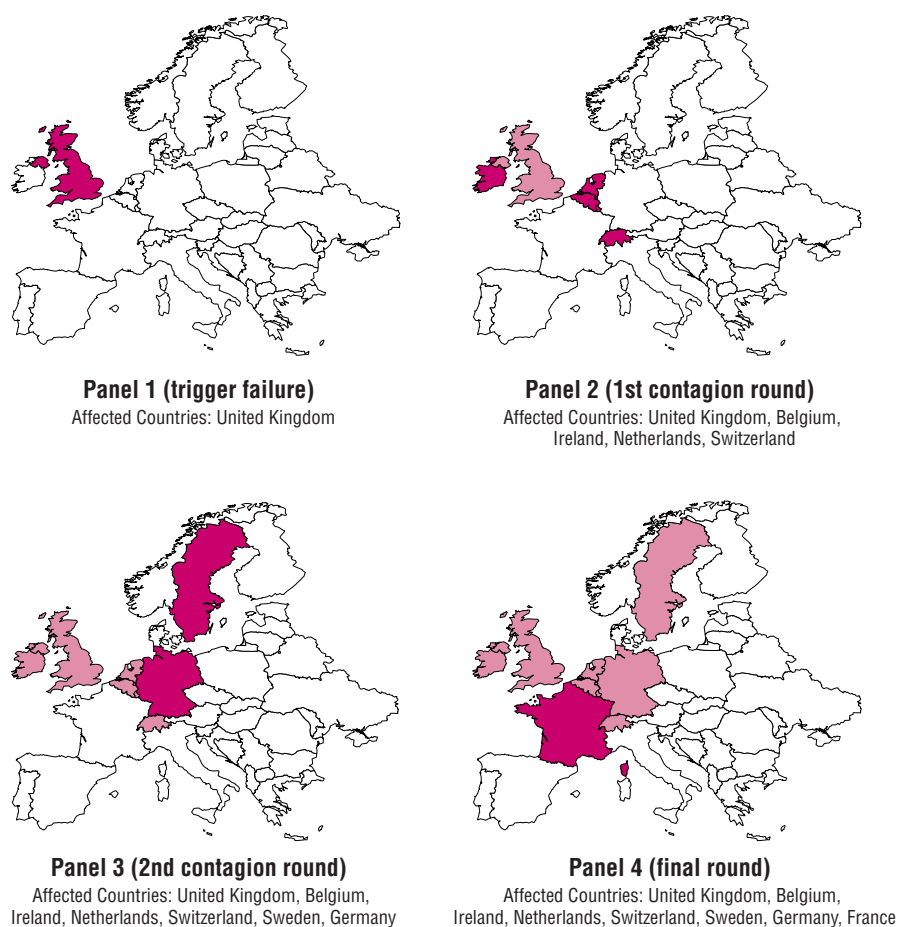 Panel 1 (trigger failure)
Affected Countries: United Kingdom
Panel 2 (1st contagion round)
Affected Countries: United Kingdom, Belgium,
Ireland, Netherlands, Switzerland
Panel 3 (2nd contagion round)
Affected Countries: United Kingdom, Belgium,
Ireland, Netherlands, Switzerland, Sweden, Germany
Panel 4 (final round)
Affected Countries: United Kingdom, Belgium,
Ireland, Netherlands, Switzerland, Sweden, Germany, France